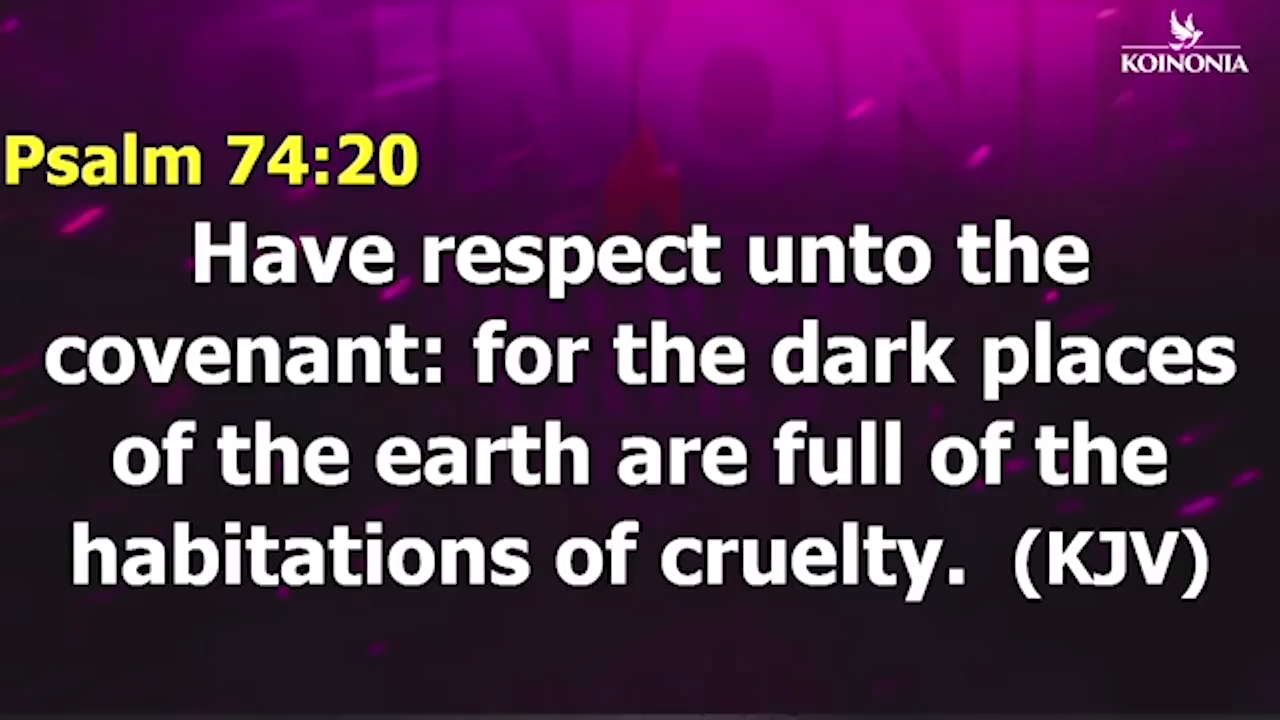 KOINONIA
Psalm 74:20
Have respect unto the
covenant: for the dark places
of the earth are full of the
habitations of cruelty. (KJV)